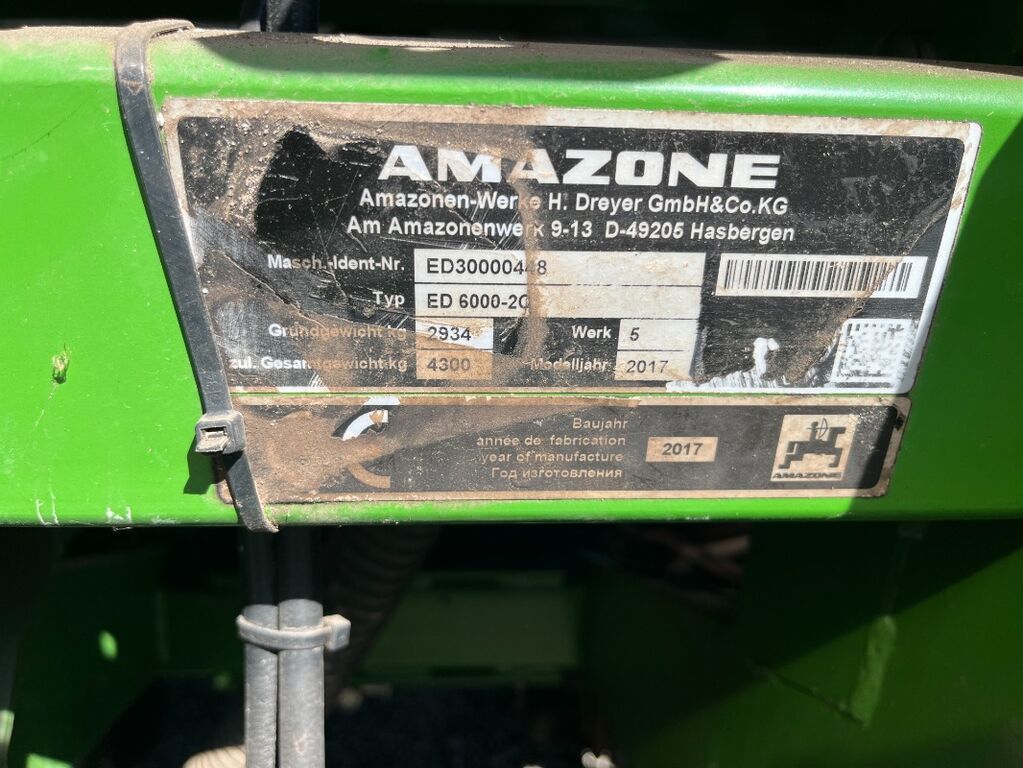 AMAZONE
Amazonen-Werke H. Dreyer GmbH&Co.KG
Am Amazonenwerk 9-13 D-49205 Hasbergen
Masch.-Ident-Nr. ED30000448
Typ ED 6000-2C
Grundgewicht kg 2934 Werk 5
zul. Gesamtgewicht kg 4300 Modelljahr 2017
Baujahr
année de fabrication
year of manufacture 2017
Год изготовления
AMAZONE